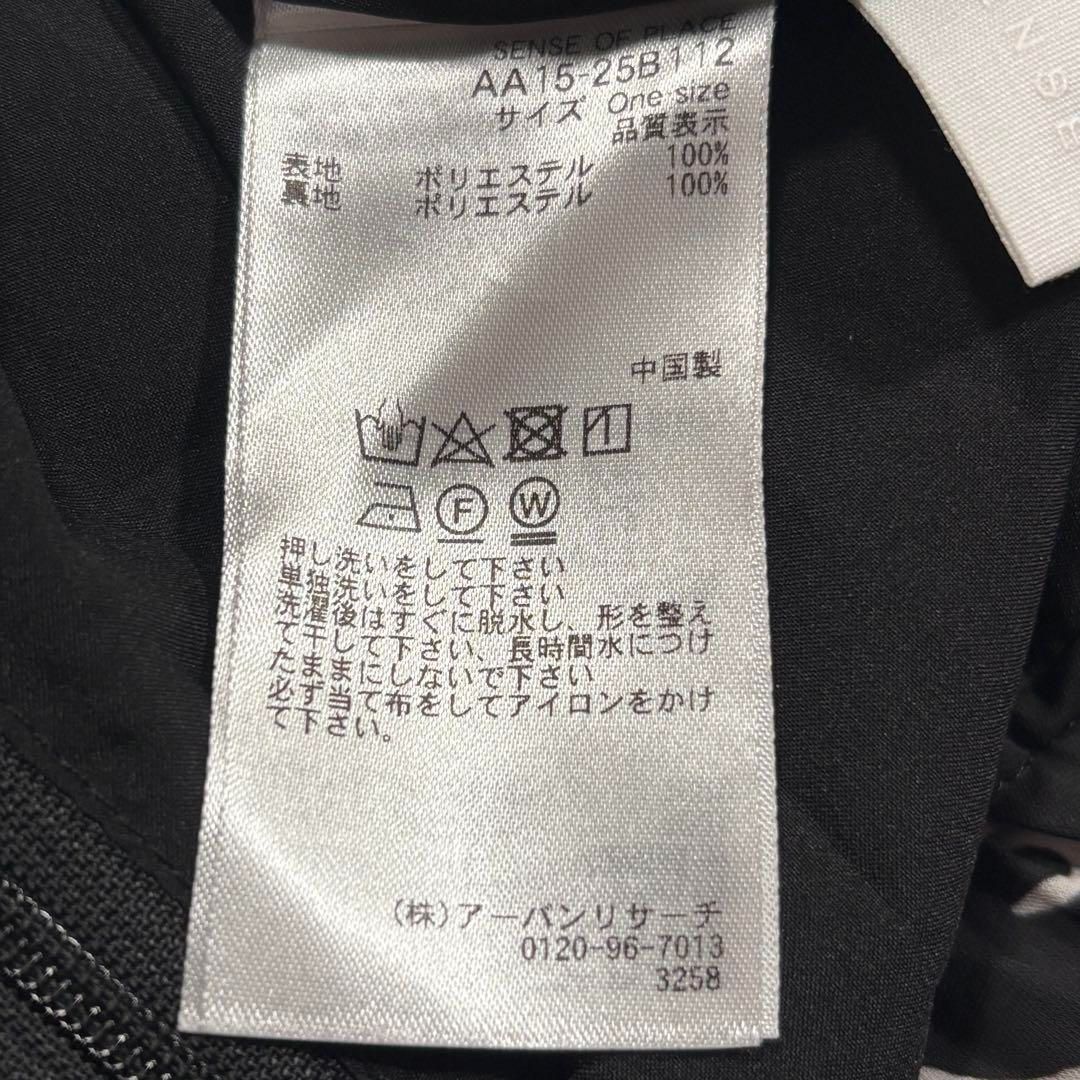 SENSE OF PLACE
AA15-25B112
サイズ One size
品質表示
表地 ポリエステル 100%
裏地 ポリエステル 100%
中国製
F W
押し洗いをして下さい
単独洗いをして下さい
洗濯後はすぐに脱水し、形を整え
て干して下さい、長時間水につけ
たままにしないで下さい
必ず当て布をしてアイロンをかけ
て下さい。
(株)アーバンリサーチ
0120-96-7013
3258